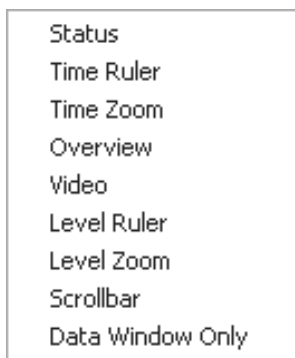 Status
Time Ruler
Time Zoom
Overview
Video
Level Ruler
Level Zoom
Scrollbar
Data Window Only